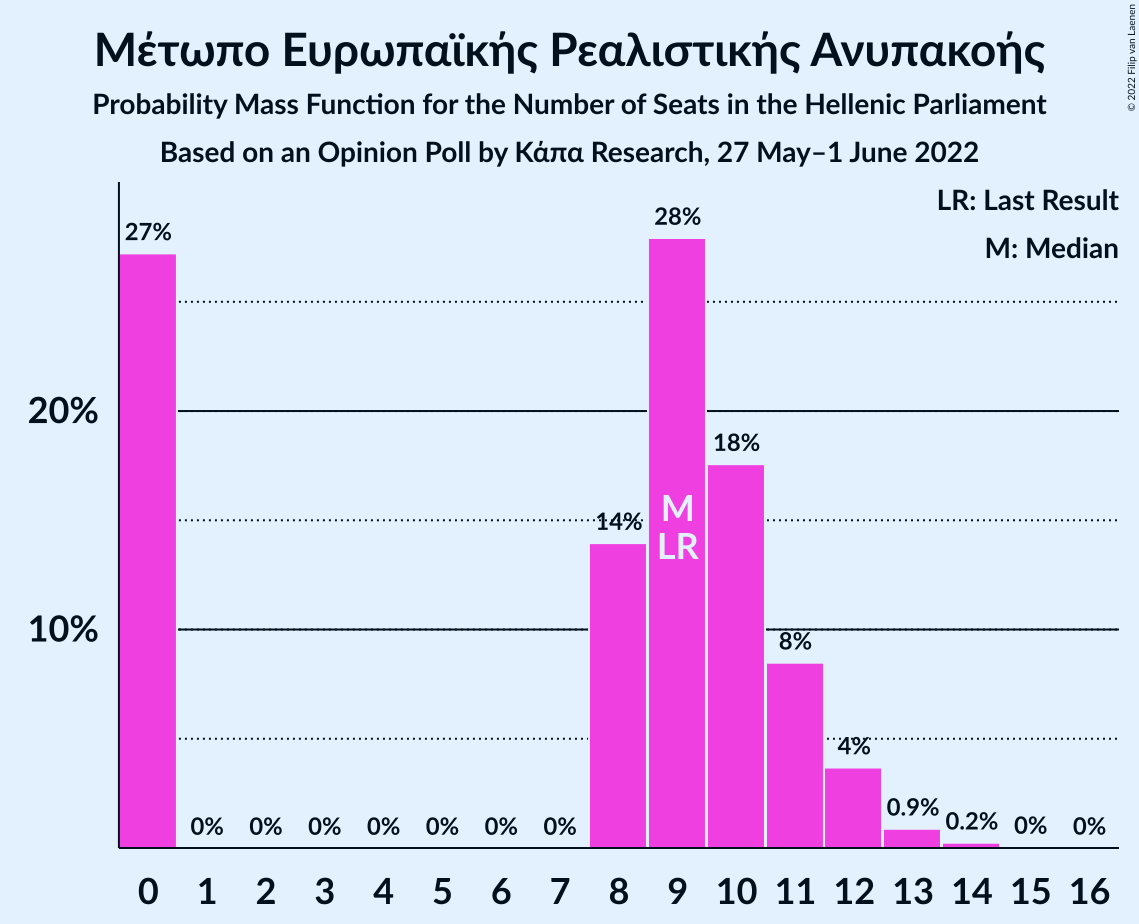 Μέτωπο Ευρωπαϊκής Ρεαλιστικής Ανυπακοής
Probability Mass Function for the Number of Seats in the Hellenic Parliament
Based on an Opinion Poll by Κάπα Research, 27 May–1 June 2022
© 2022 Filip van Laenen
LR: Last Result
M: Median
27%
28%
20%
18%
14%
M
LR
10%
8%
4%
0% 0% 0% 0% 0% 0% 0% 0.9% 0.2% 0% 0%
0 1 2 3 4 5 6 7 8 9 10 11 12 13 14 15 16